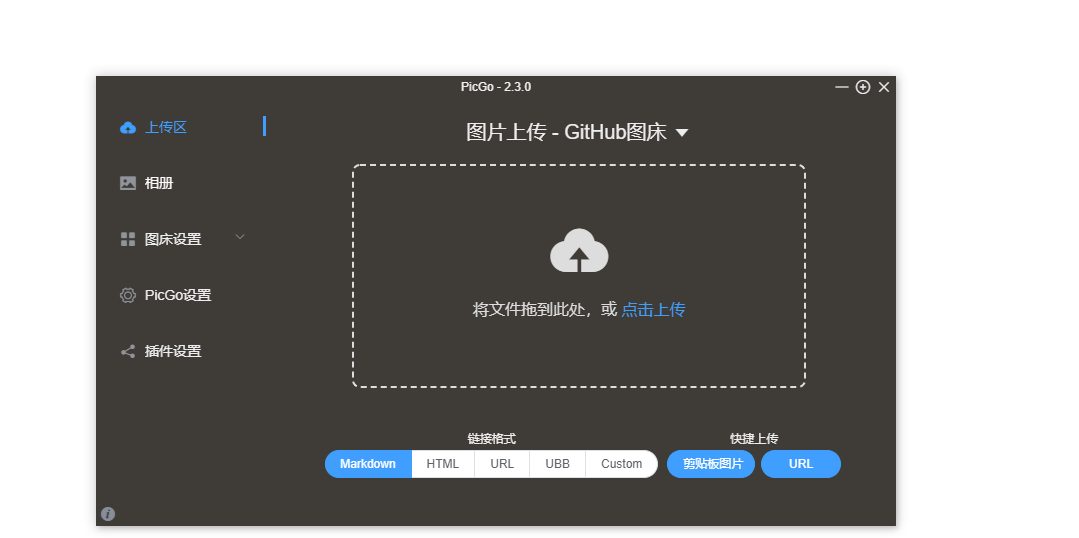 PicGo - 2.3.0
上传区
相册
图床设置
PicGo设置
插件设置
图片上传 - GitHub图床
将文件拖到此处，或 点击上传
链接格式
Markdown HTML URL UBB Custom
快捷上传
剪贴板图片 URL
i